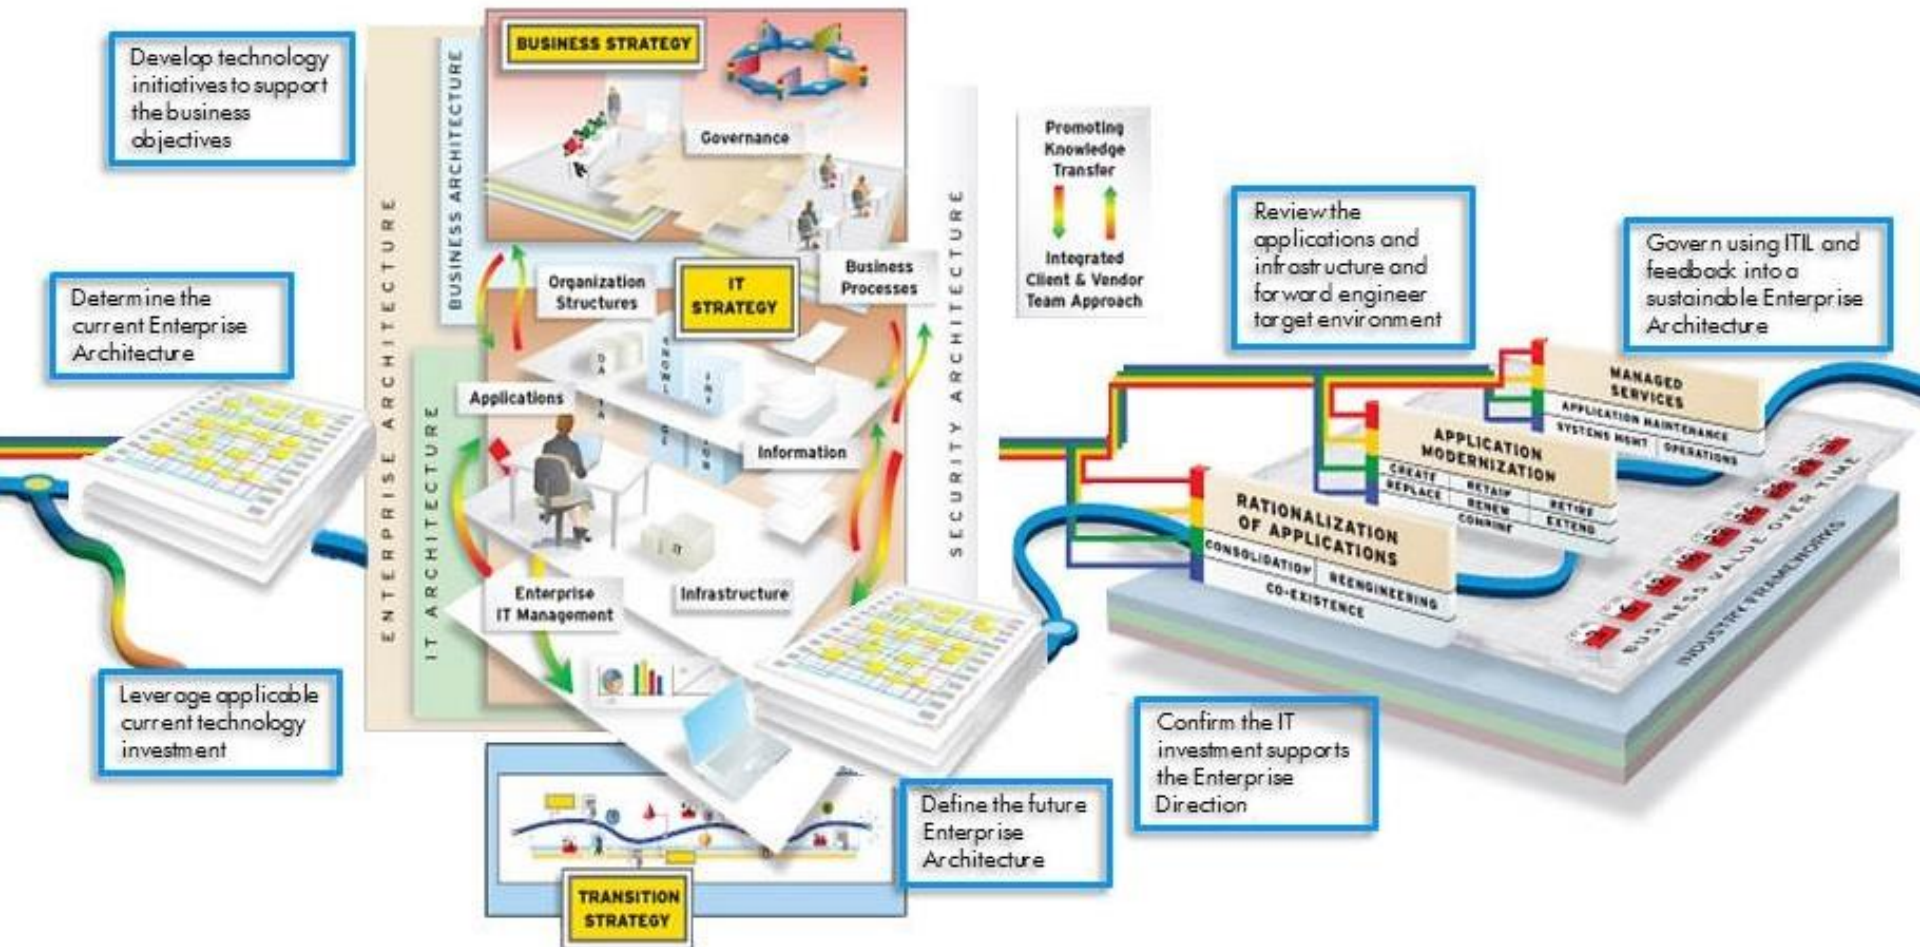 Develop technology
initiatives to support
the business
objectives
Determine the
current Enterprise
Architecture
Leverage applicable
current technology
investment
ENTERPRISE ARCHITECTURE
BUSINESS ARCHITECTURE
IT ARCHITECTURE
BUSINESS STRATEGY
Governance
Organization
Structures
IT
STRATEGY
Business
Processes
DATA
Applications
Information
IT
Enterprise
IT Management
Infrastructure
SECURITY ARCHITECTURE
TRANSITION
STRATEGY
Define the future
Enterprise
Architecture
Promoting
Knowledge
Transfer
Integrated
Client & Vendor
Team Approach
Review the
applications and
infrastructure and
forward engineer
target environment
Govern using ITIL and
feedback into a
sustainable Enterprise
Architecture
MANAGED
SERVICES
APPLICATION MAINTENANCE
SYSTEMS MGMT OPERATIONS
APPLICATION
MODERNIZATION
CREATE RETAIN RETIRE
REPLACE RENEW EXTEND
COMBINE
RATIONALIZATION
OF APPLICATIONS
CONSOLIDATION REENGINEERING
CO-EXISTENCE
BUSINESS VALUE OVER TIME
INDUSTRY FRAMEWORKS
Confirm the IT
investment supports
the Enterprise
Direction